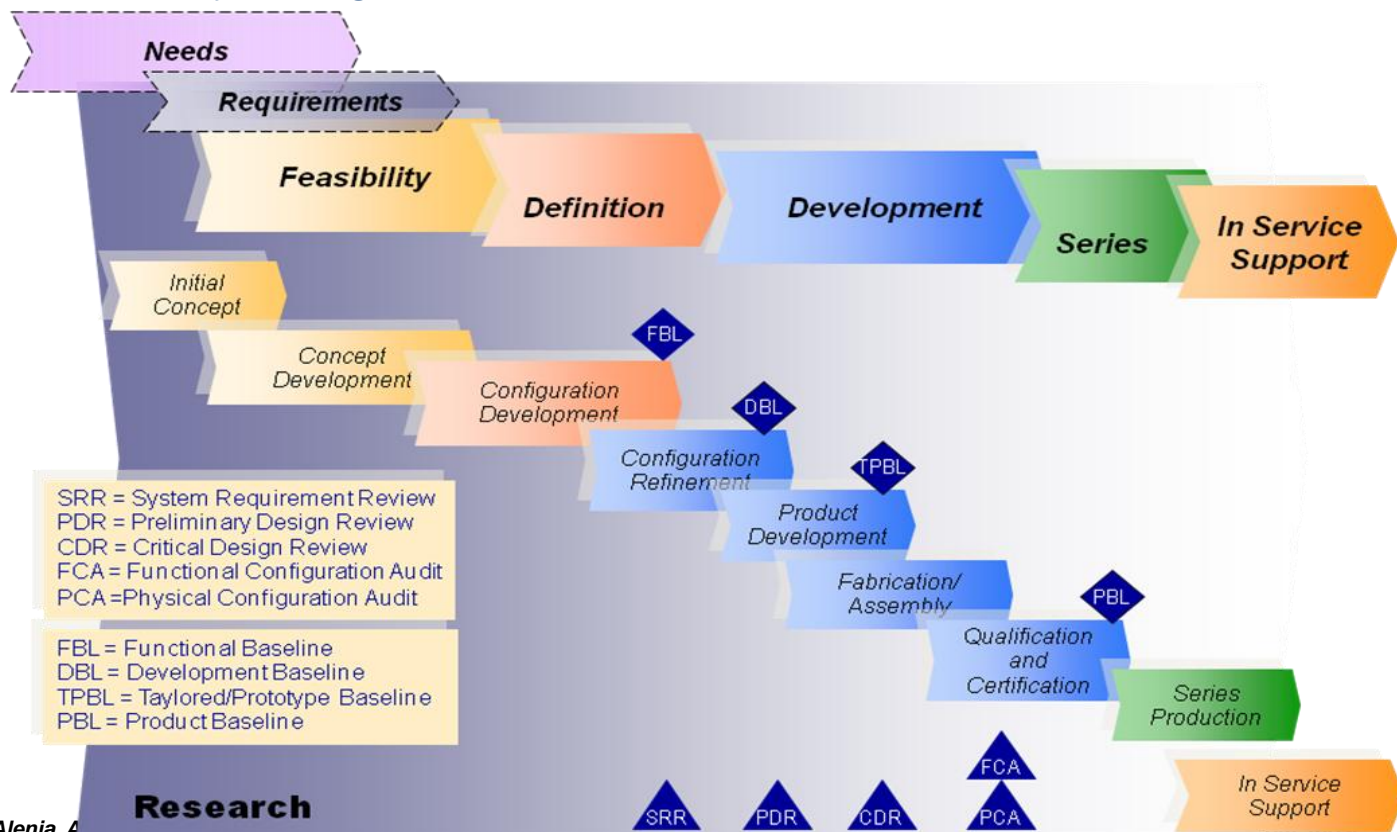 Needs
Requirements
Feasibility
Definition
Development
Series
In Service
Support
Initial
Concept
Concept
Development
Configuration
Development
Configuration
Refinement
Product
Development
Fabrication/
Assembly
Qualification
and
Certification
Series
Production
In Service
Support
FBL
DBL
TPBL
PBL
SRR = System Requirement Review
PDR = Preliminary Design Review
CDR = Critical Design Review
FCA = Functional Configuration Audit
PCA =Physical Configuration Audit
FBL = Functional Baseline
DBL = Development Baseline
TPBL = Taylored/Prototype Baseline
PBL = Product Baseline
Research
SRR
PDR
CDR
FCA
PCA